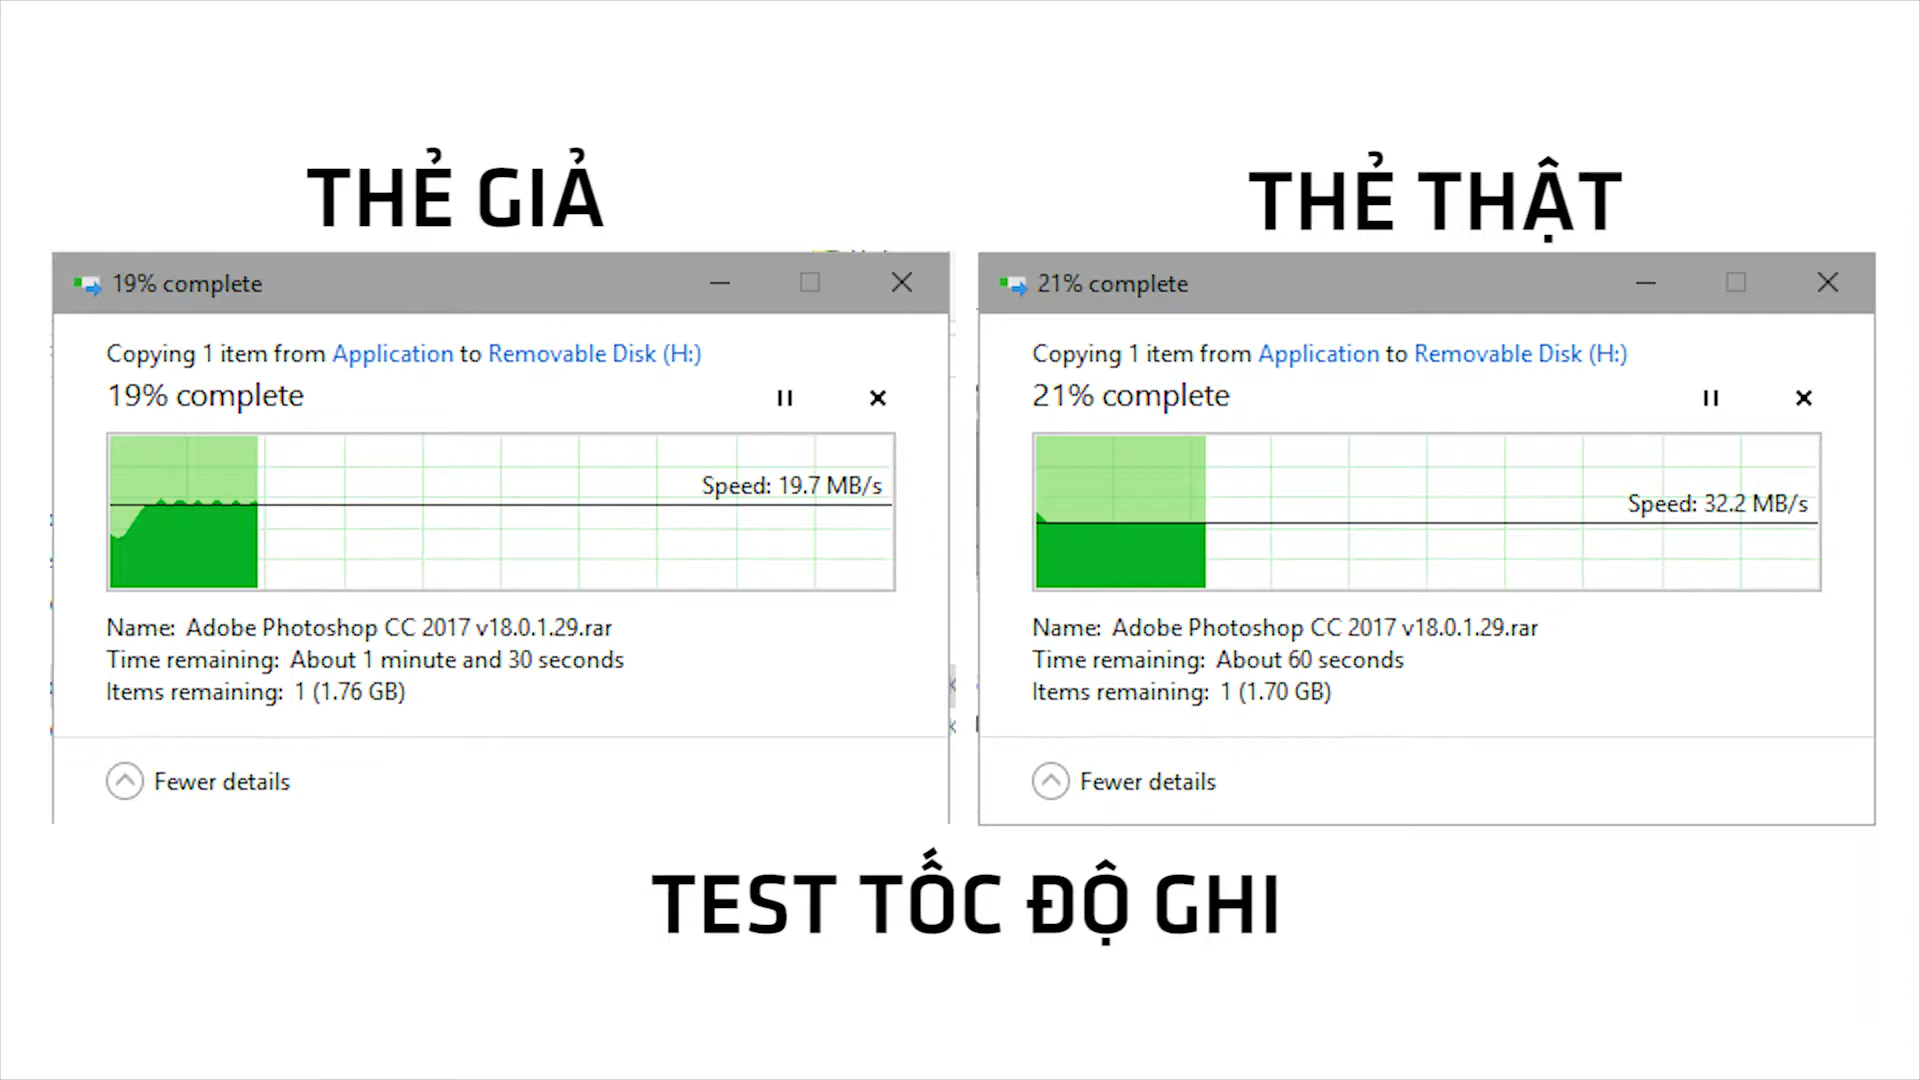 THẺ GIẢ
THẺ THẬT
19% complete
Copying 1 item from Application to Removable Disk (H:)
19% complete
Speed: 19.7 MB/s
Name: Adobe Photoshop CC 2017 v18.0.1.29.rar
Time remaining: About 1 minute and 30 seconds
Items remaining: 1 (1.76 GB)
Fewer details
21% complete
Copying 1 item from Application to Removable Disk (H:)
21% complete
Speed: 32.2 MB/s
Name: Adobe Photoshop CC 2017 v18.0.1.29.rar
Time remaining: About 60 seconds
Items remaining: 1 (1.70 GB)
Fewer details
TEST TỐC ĐỘ GHI